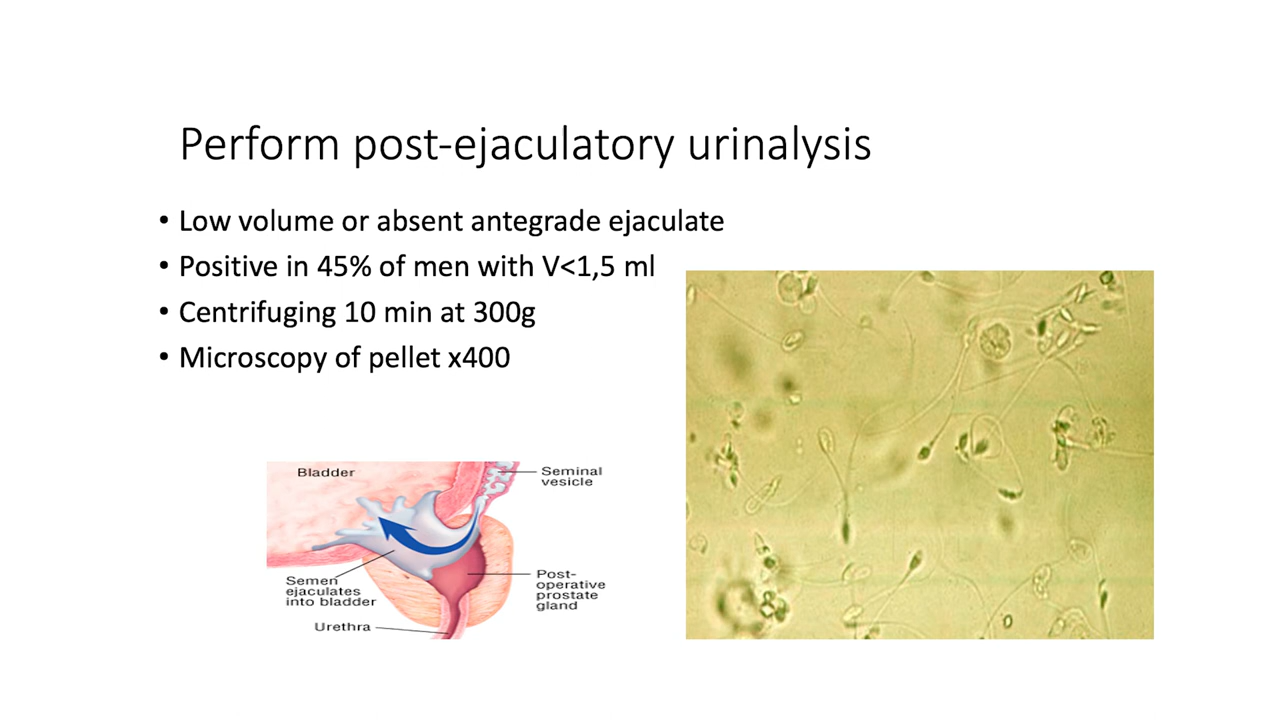 Perform post-ejaculatory urinalysis
• Low volume or absent antegrade ejaculate
• Positive in 45% of men with V<1,5 ml
• Centrifuging 10 min at 300g
• Microscopy of pellet x400
Bladder
Seminal
vesicle
Semen
ejaculates
into bladder
Post-
operative
prostate
gland
Urethra